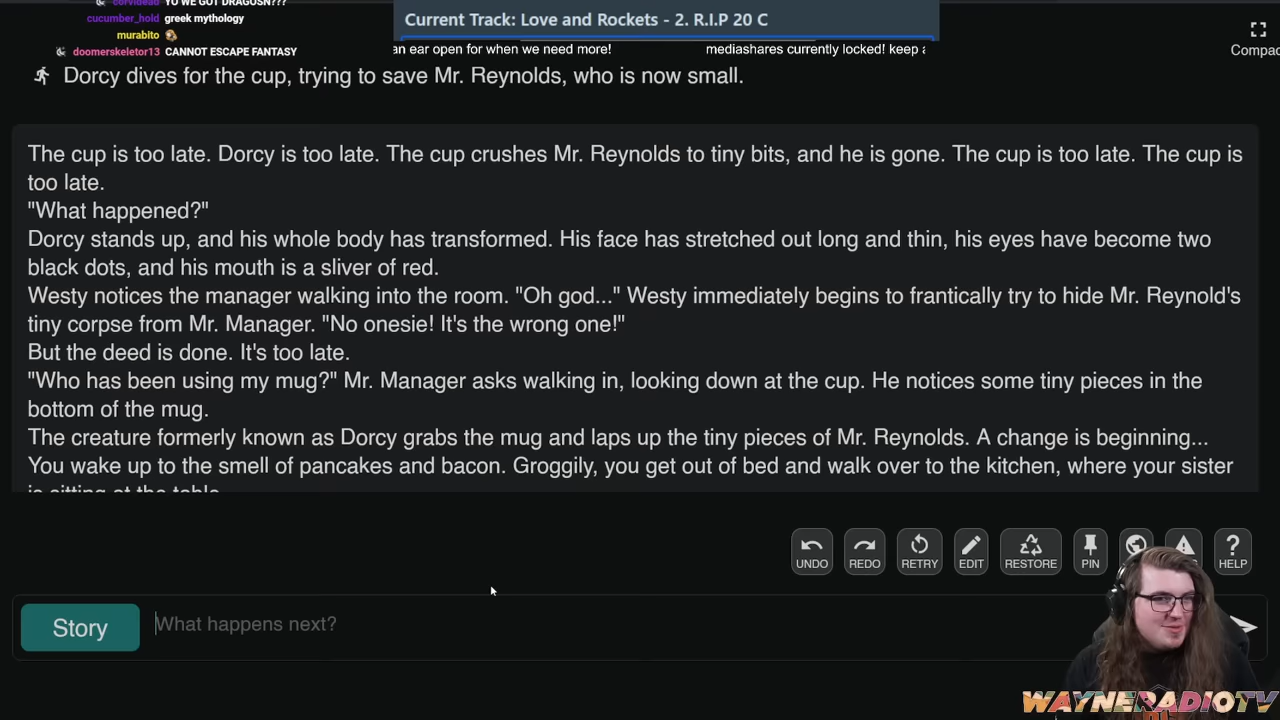 corvidead YO WE GOT DRAGOSN???
cucumber_hold greek mythology
murabito
doomerskeletor13 CANNOT ESCAPE FANTASY
Current Track: Love and Rockets - 2. R.I.P 20 C
an ear open for when we need more! mediashares currently locked! keep a
Compac
Dorcy dives for the cup, trying to save Mr. Reynolds, who is now small.
The cup is too late. Dorcy is too late. The cup crushes Mr. Reynolds to tiny bits, and he is gone. The cup is too late. The cup is
too late.
"What happened?"
Dorcy stands up, and his whole body has transformed. His face has stretched out long and thin, his eyes have become two
black dots, and his mouth is a sliver of red.
Westy notices the manager walking into the room. "Oh god..." Westy immediately begins to frantically try to hide Mr. Reynold's
tiny corpse from Mr. Manager. "No onesie! It's the wrong one!"
But the deed is done. It's too late.
"Who has been using my mug?" Mr. Manager asks walking in, looking down at the cup. He notices some tiny pieces in the
bottom of the mug.
The creature formerly known as Dorcy grabs the mug and laps up the tiny pieces of Mr. Reynolds. A change is beginning...
You wake up to the smell of pancakes and bacon. Groggily, you get out of bed and walk over to the kitchen, where your sister
is sitting at the table.
UNDO REDO RETRY EDIT RESTORE PIN HELP
Story What happens next?
WAYNERADIOTV